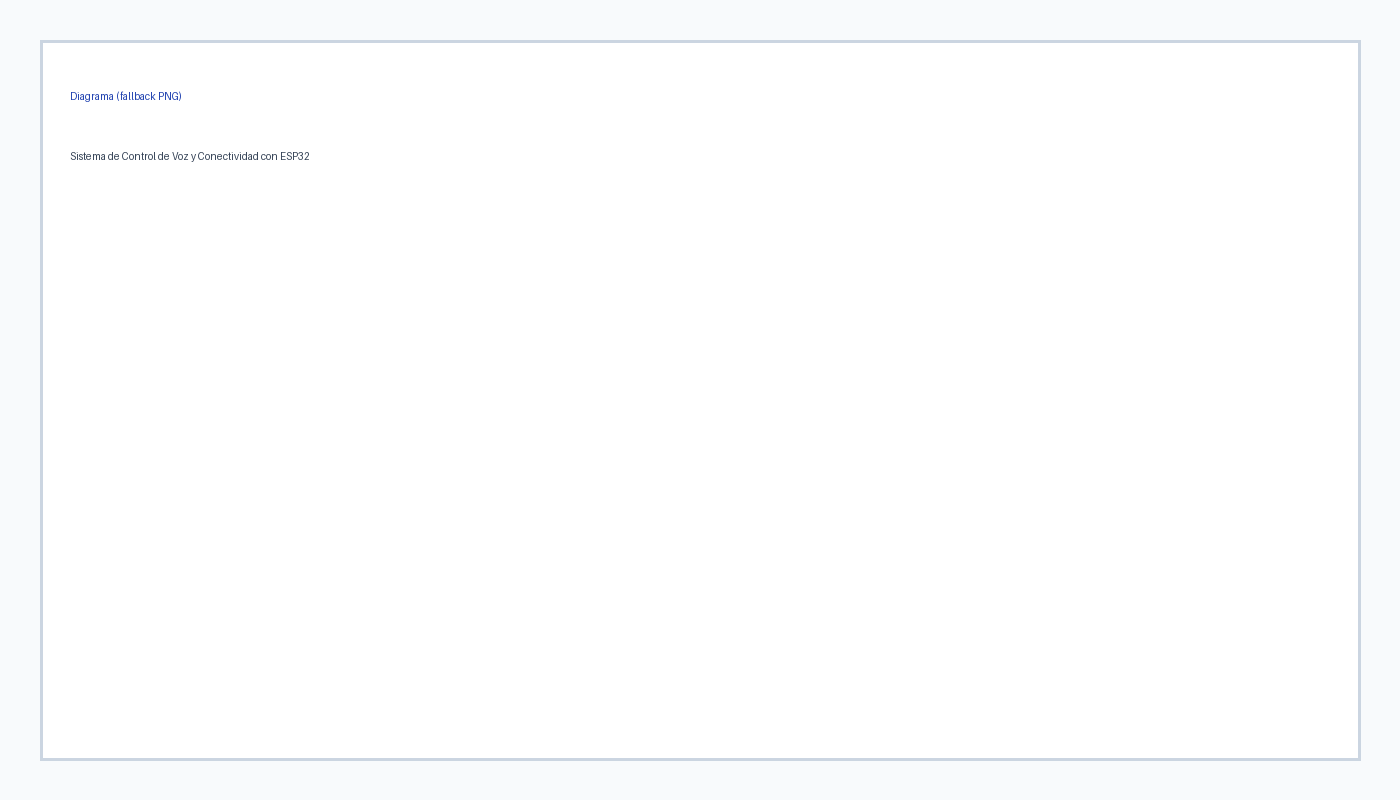 Diagrama (fallback PNG)
Sistema de Control de Voz y Conectividad con ESP32